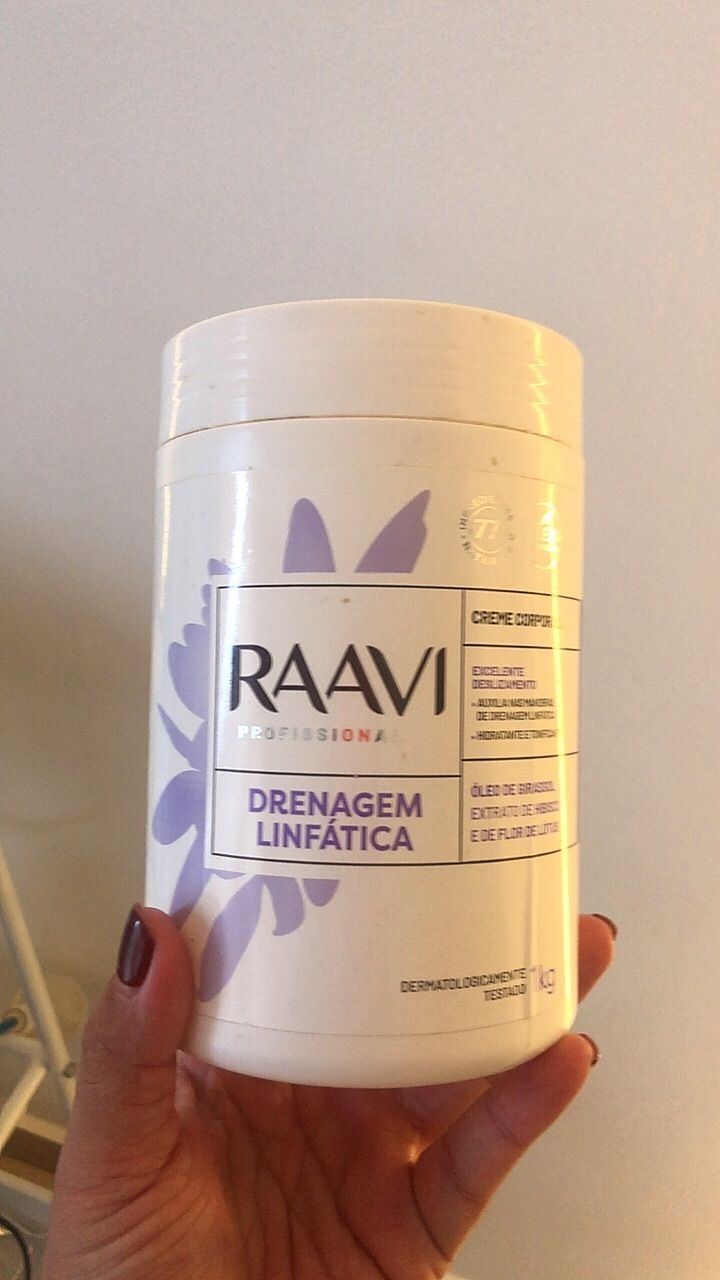 RAAVI
PROFISSIONAL
DRENAGEM
LINFÁTICA
CREME
EXCELENTE
DESLIZAMENTO
AUXILIA NAS MANOBRAS
DE DRENAGEM LINFÁTICA
HIDRATANTE E
ÓLEO DE GIRASSOL,
EXTRATO DE HIBISCO
E DE FLOR DE LÓTUS
DERMATOLOGICAMENTE
TESTADO
1kg